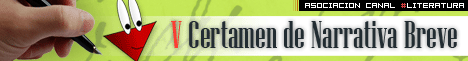 ASOCIACION CANAL #LITERATURA
V Certamen de Narrativa Breve